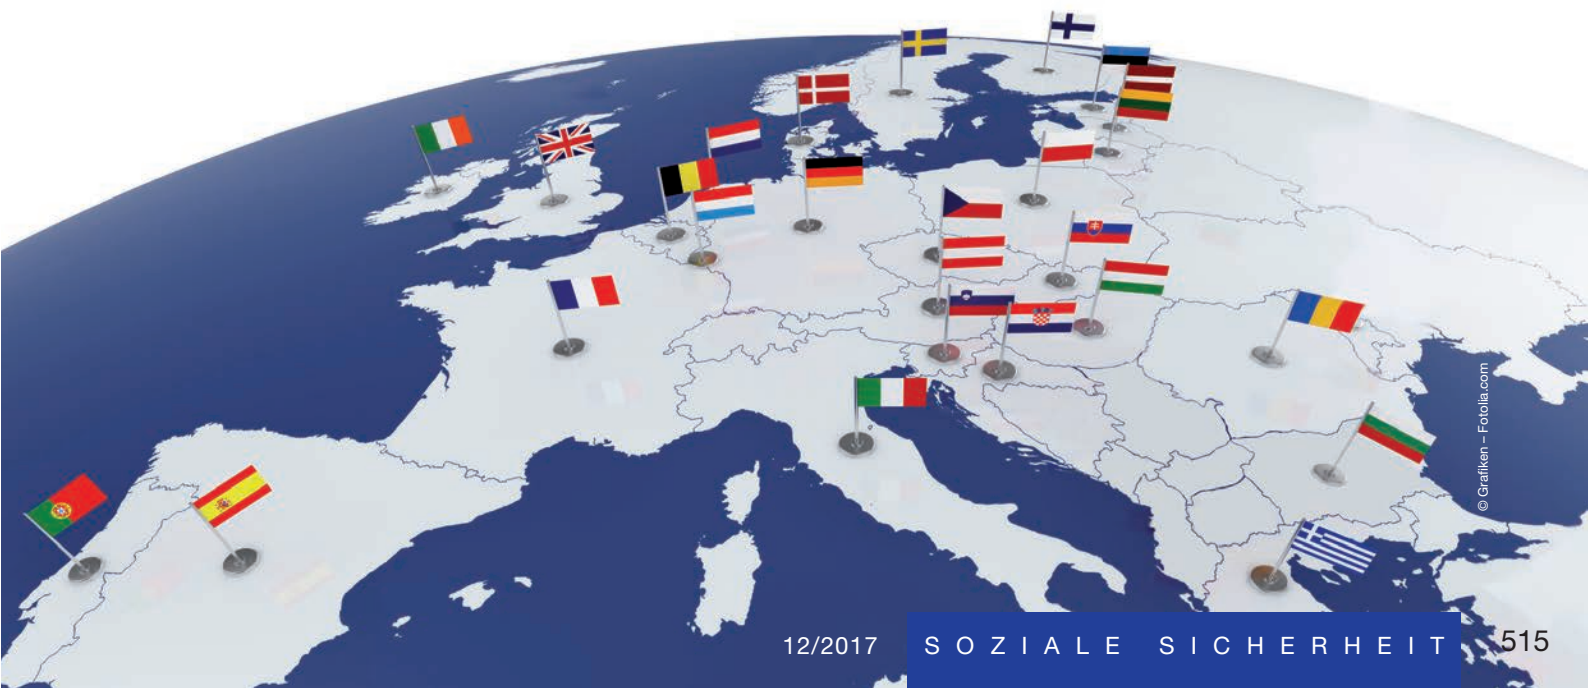 © Grafiken – Fotolia.com
12/2017 SOZIALE SICHERHEIT 515